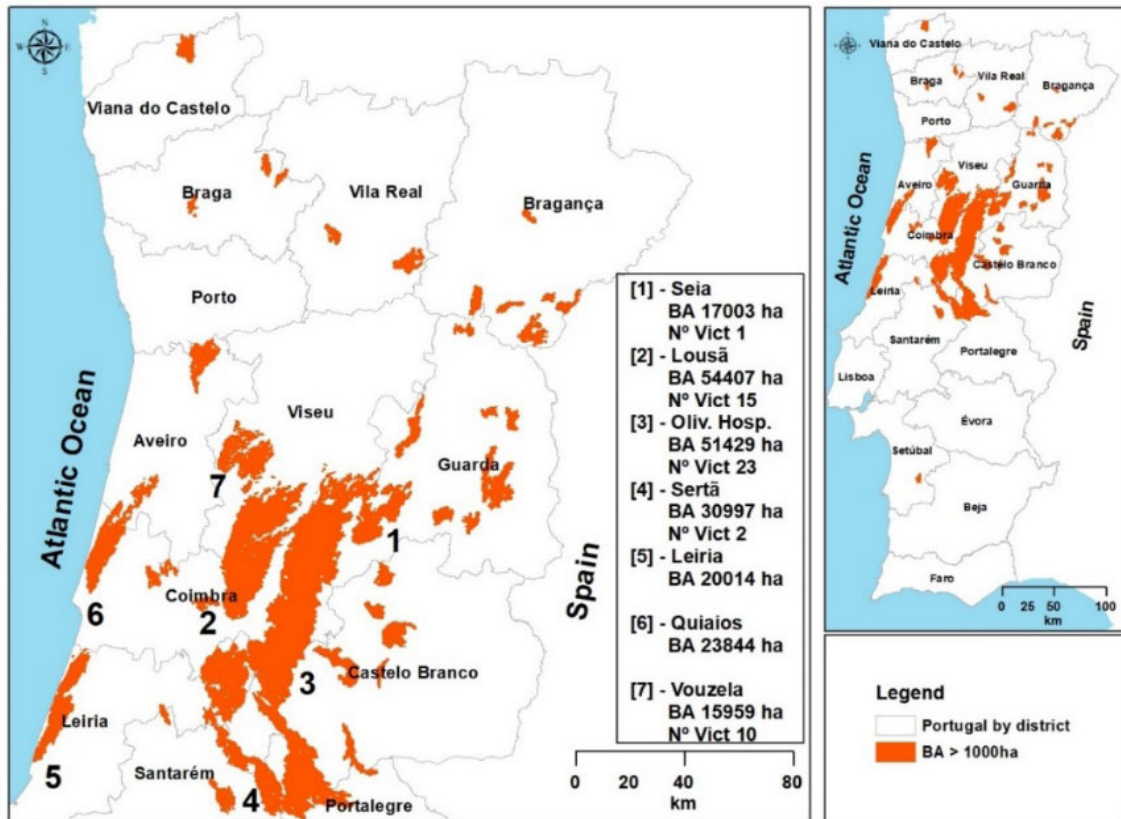 N
W E
S
Viana do Castelo
Braga
Vila Real
Bragança
Porto
Atlantic Ocean
Aveiro
Viseu
Guarda
7
1
Coimbra
6
2
Spain
3
Castelo Branco
Leiria
5
Santarém
4
Portalegre
[1] - Seia
BA 17003 ha
Nº Vict 1
[2] - Lousã
BA 54407 ha
Nº Vict 15
[3] - Oliv. Hosp.
BA 51429 ha
Nº Vict 23
[4] - Sertã
BA 30997 ha
Nº Vict 2
[5] - Leiria
BA 20014 ha
[6] - Quiaios
BA 23844 ha
[7] - Vouzela
BA 15959 ha
Nº Vict 10
0 20 40 80
km
Viana do Castelo
Braga
Vila Real
Bragança
Porto
Viseu
Aveiro
Guarda
Atlantic Ocean
Coimbra
Castelo Branco
Leiria
Spain
Santarém
Portalegre
Lisboa
Évora
Setúbal
Beja
Faro
0 25 50 100
km
Legend
Portugal by district
BA > 1000ha